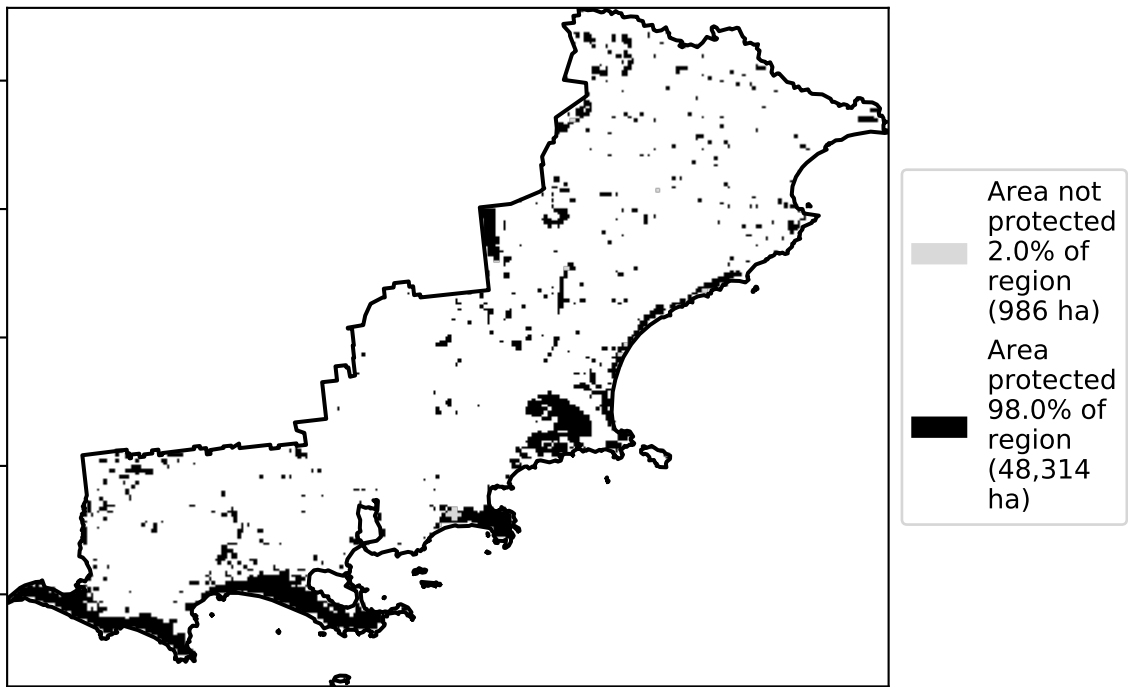 Area not
protected
2.0% of
region
(986 ha)
Area
protected
98.0% of
region
(48,314
ha)